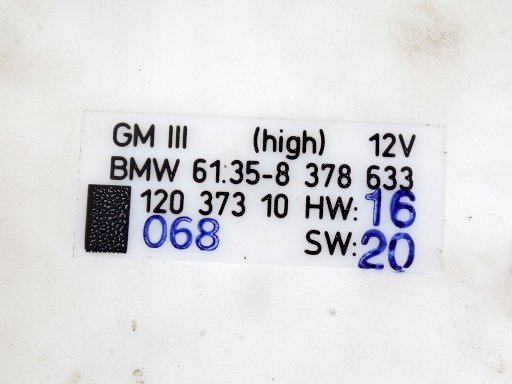 GM III (high) 12V
BMW 61.35-8 378 633
120 373 10 HW: 16
068 SW: 20